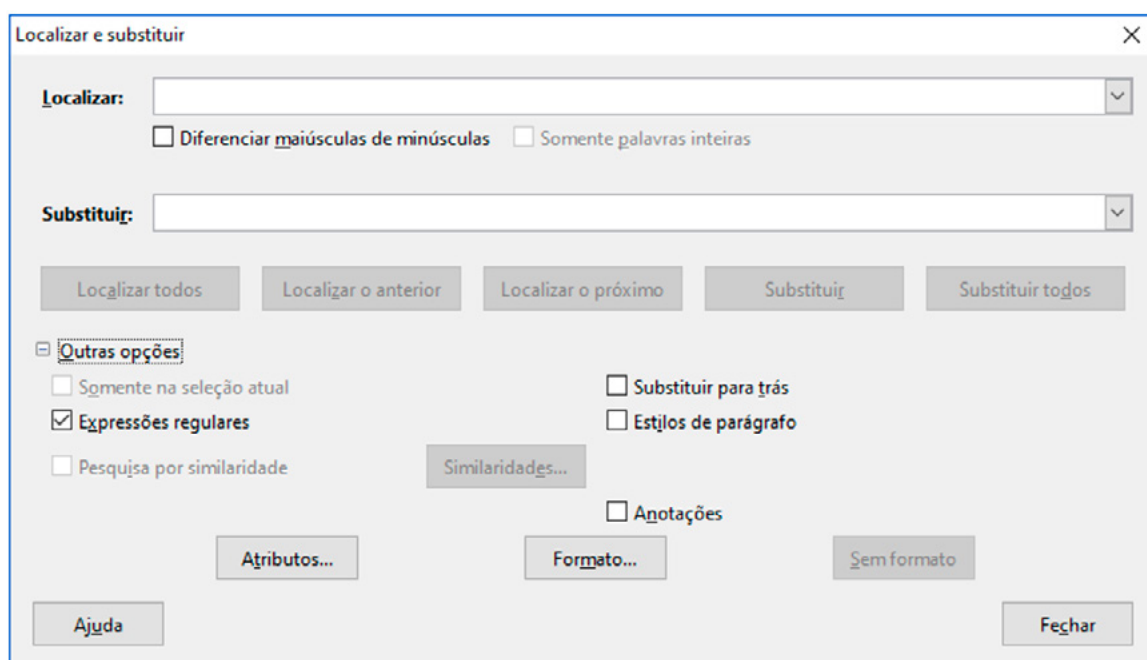 Localizar e substituir
Localizar:
Diferenciar maiúsculas de minúsculas Somente palavras inteiras
Substituir:
Localizar todos Localizar o anterior Localizar o próximo Substituir Substituir todos
Outras opções
Somente na seleção atual Substituir para trás
Expressões regulares Estilos de parágrafo
Pesquisa por similaridade Similaridades...
Anotações
Atributos... Formato... Sem formato
Ajuda Fechar